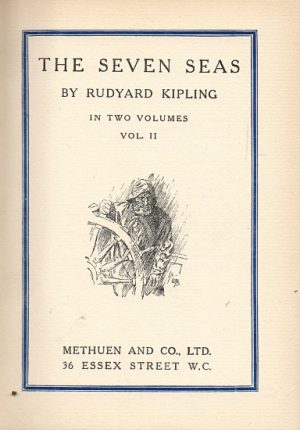 THE SEVEN SEAS
BY RUDYARD KIPLING
IN TWO VOLUMES
VOL. II
METHUEN AND CO., LTD.
36 ESSEX STREET W.C.